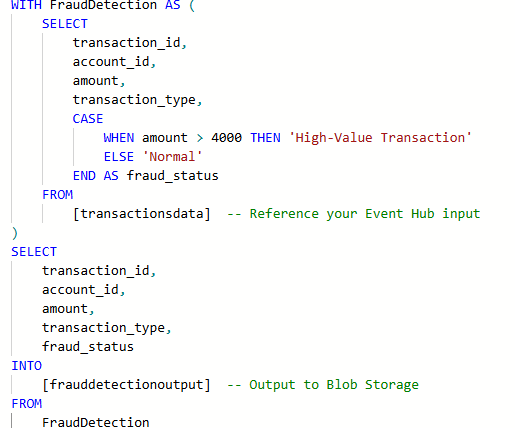 WITH FraudDetection AS (
SELECT
transaction_id,
account_id,
amount,
transaction_type,
CASE
WHEN amount > 4000 THEN 'High-Value Transaction'
ELSE 'Normal'
END AS fraud_status
FROM
[transactionsdata]  -- Reference your Event Hub input
)
SELECT
transaction_id,
account_id,
amount,
transaction_type,
fraud_status
INTO
[frauddetectionoutput]  -- Output to Blob Storage
FROM
FraudDetection